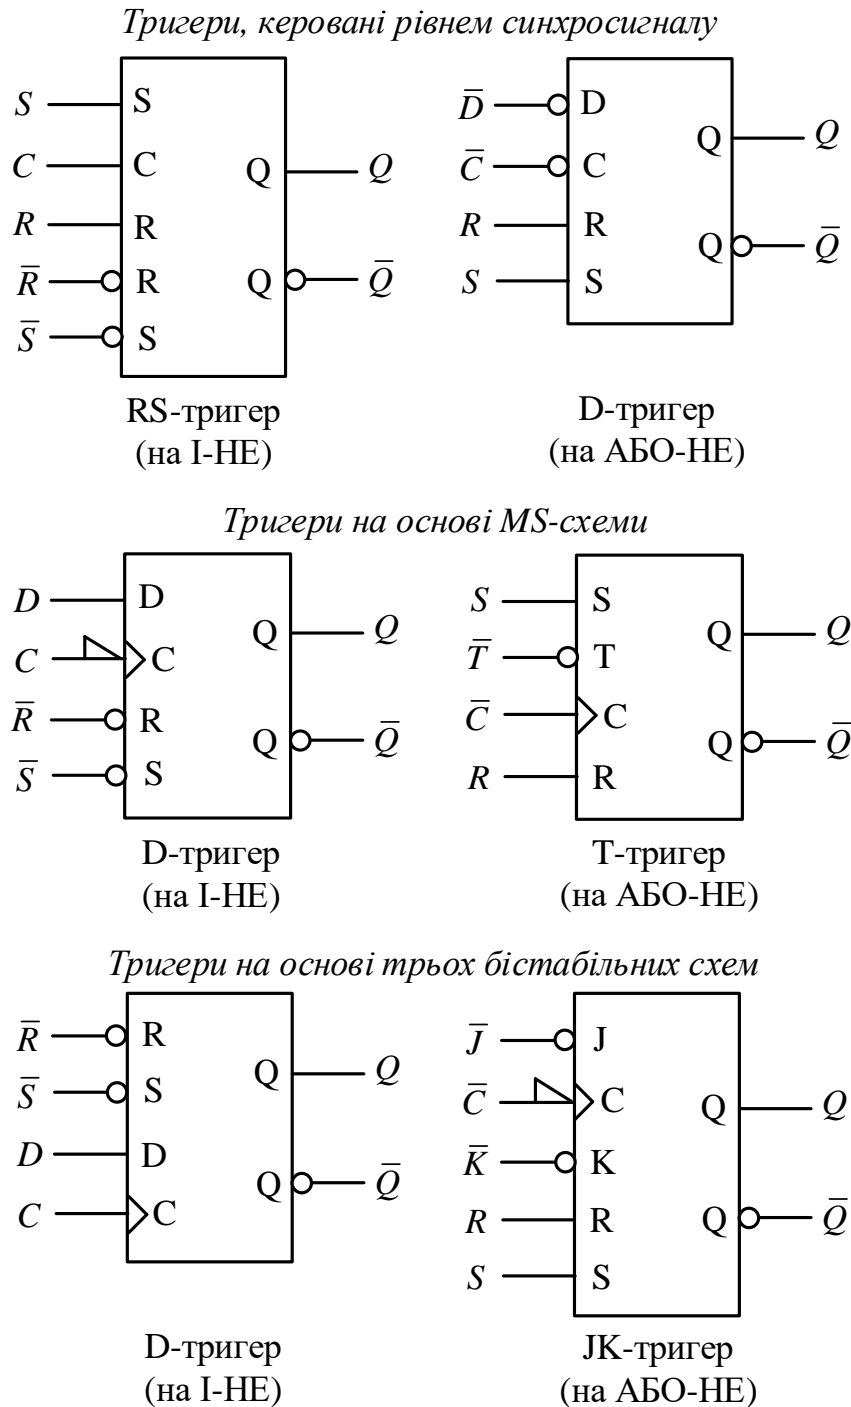 Тригери, керовані рівнем синхросигналу
S S
C C Q Q
R R
R̅ R Q Q̅
S̅ S
RS-тригер
(на І-НЕ)
D̅ D Q Q
C̅ C
R R Q Q̅
S S
D-тригер
(на АБО-НЕ)
Тригери на основі MS-схеми
D D Q Q
C C
R̅ R Q Q̅
S̅ S
D-тригер
(на І-НЕ)
S S Q Q
T̅ T
C̅ C Q Q̅
R R
Т-тригер
(на АБО-НЕ)
Тригери на основі трьох бістабільних схем
R̅ R Q Q
S̅ S
D D Q Q̅
C C
D-тригер
(на І-НЕ)
J̅ J
C̅ C Q Q
K̅ K
R R Q Q̅
S S
JK-тригер
(на АБО-НЕ)